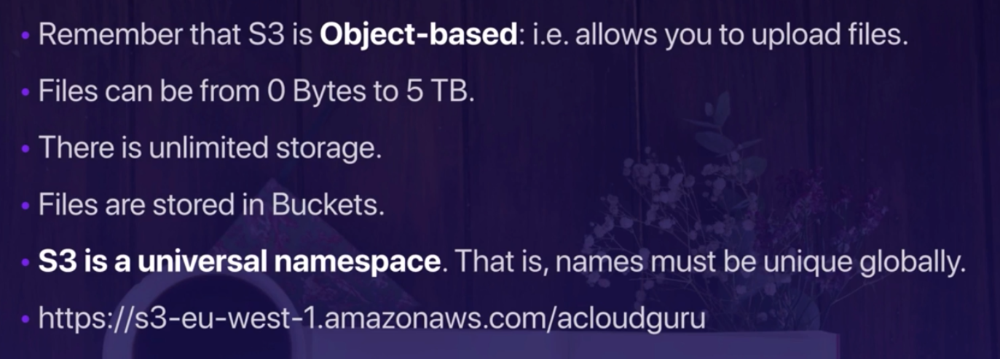 • Remember that S3 is Object-based: i.e. allows you to upload files.
• Files can be from 0 Bytes to 5 TB.
• There is unlimited storage.
• Files are stored in Buckets.
• S3 is a universal namespace. That is, names must be unique globally.
• https://s3-eu-west-1.amazonaws.com/acloudguru